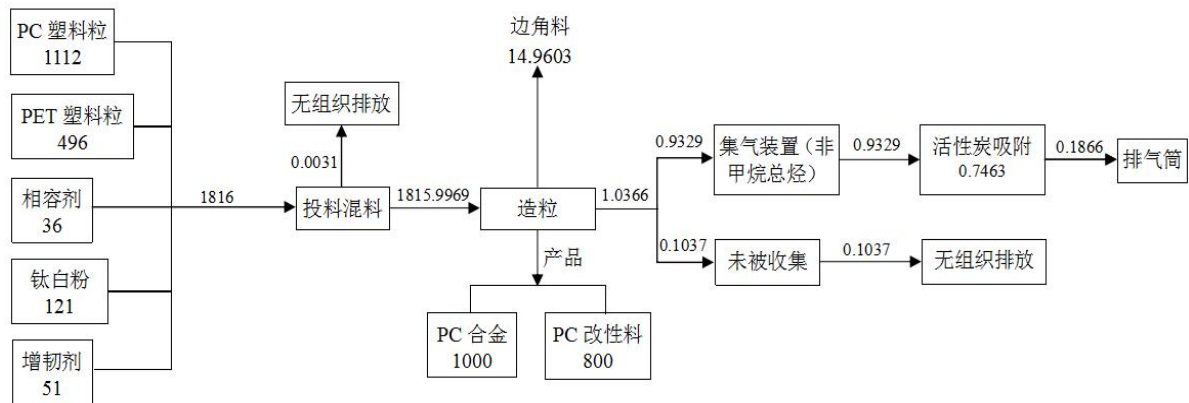 PC 塑料粒
1112
PET 塑料粒
496
相容剂
36
钛白粉
121
增韧剂
51
1816
无组织排放
0.0031
投料混料
1815.9969
边角料
14.9603
造粒
产品
PC 合金
1000
PC 改性料
800
1.0366
0.9329
集气装置（非
甲烷总烃）
0.9329
活性炭吸附
0.7463
0.1866
排气筒
0.1037
未被收集
0.1037
无组织排放